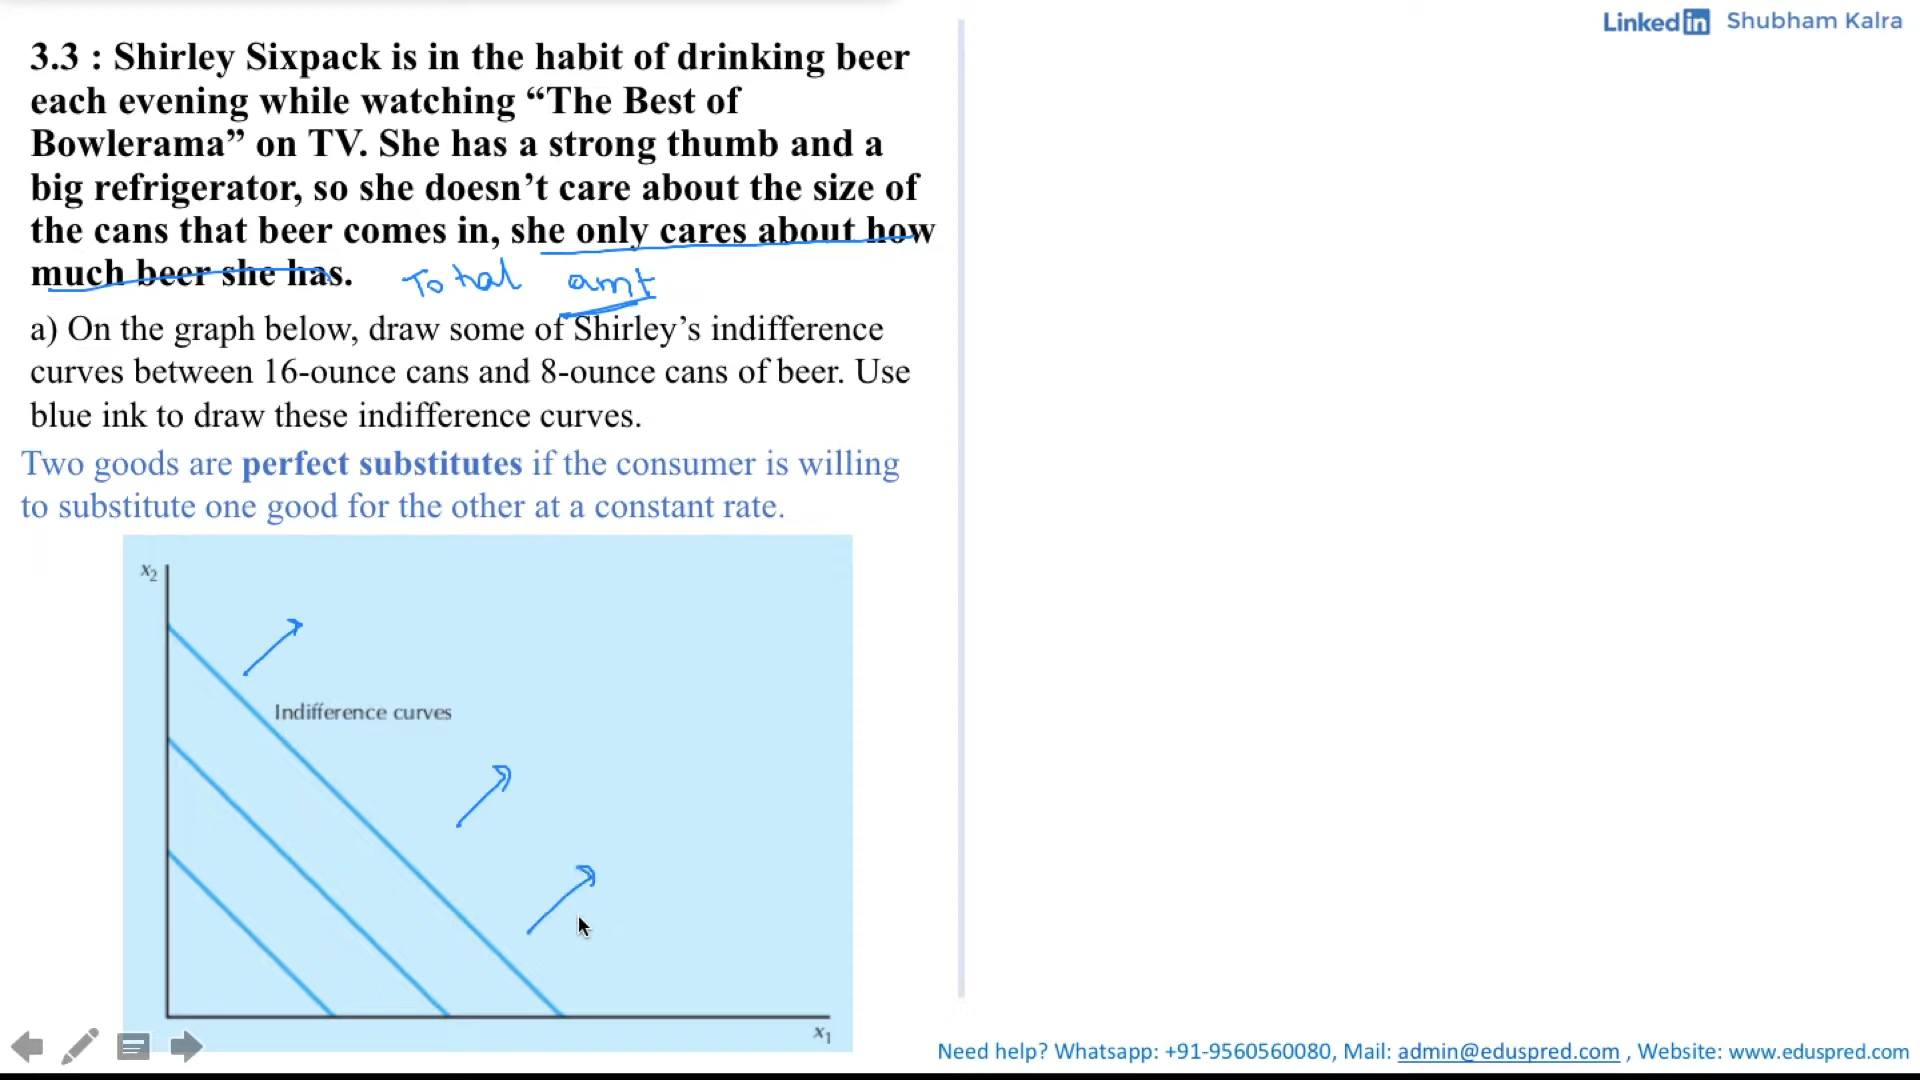 Linked in Shubham Kalra
3.3 : Shirley Sixpack is in the habit of drinking beer
each evening while watching “The Best of
Bowlerama” on TV. She has a strong thumb and a
big refrigerator, so she doesn’t care about the size of
the cans that beer comes in, she only cares about how
much beer she has. Total amt
a) On the graph below, draw some of Shirley’s indifference
curves between 16-ounce cans and 8-ounce cans of beer. Use
blue ink to draw these indifference curves.
Two goods are perfect substitutes if the consumer is willing
to substitute one good for the other at a constant rate.
x2
Indifference curves
x1
Need help? Whatsapp: +91-9560560080, Mail: admin@eduspred.com , Website: www.eduspred.com